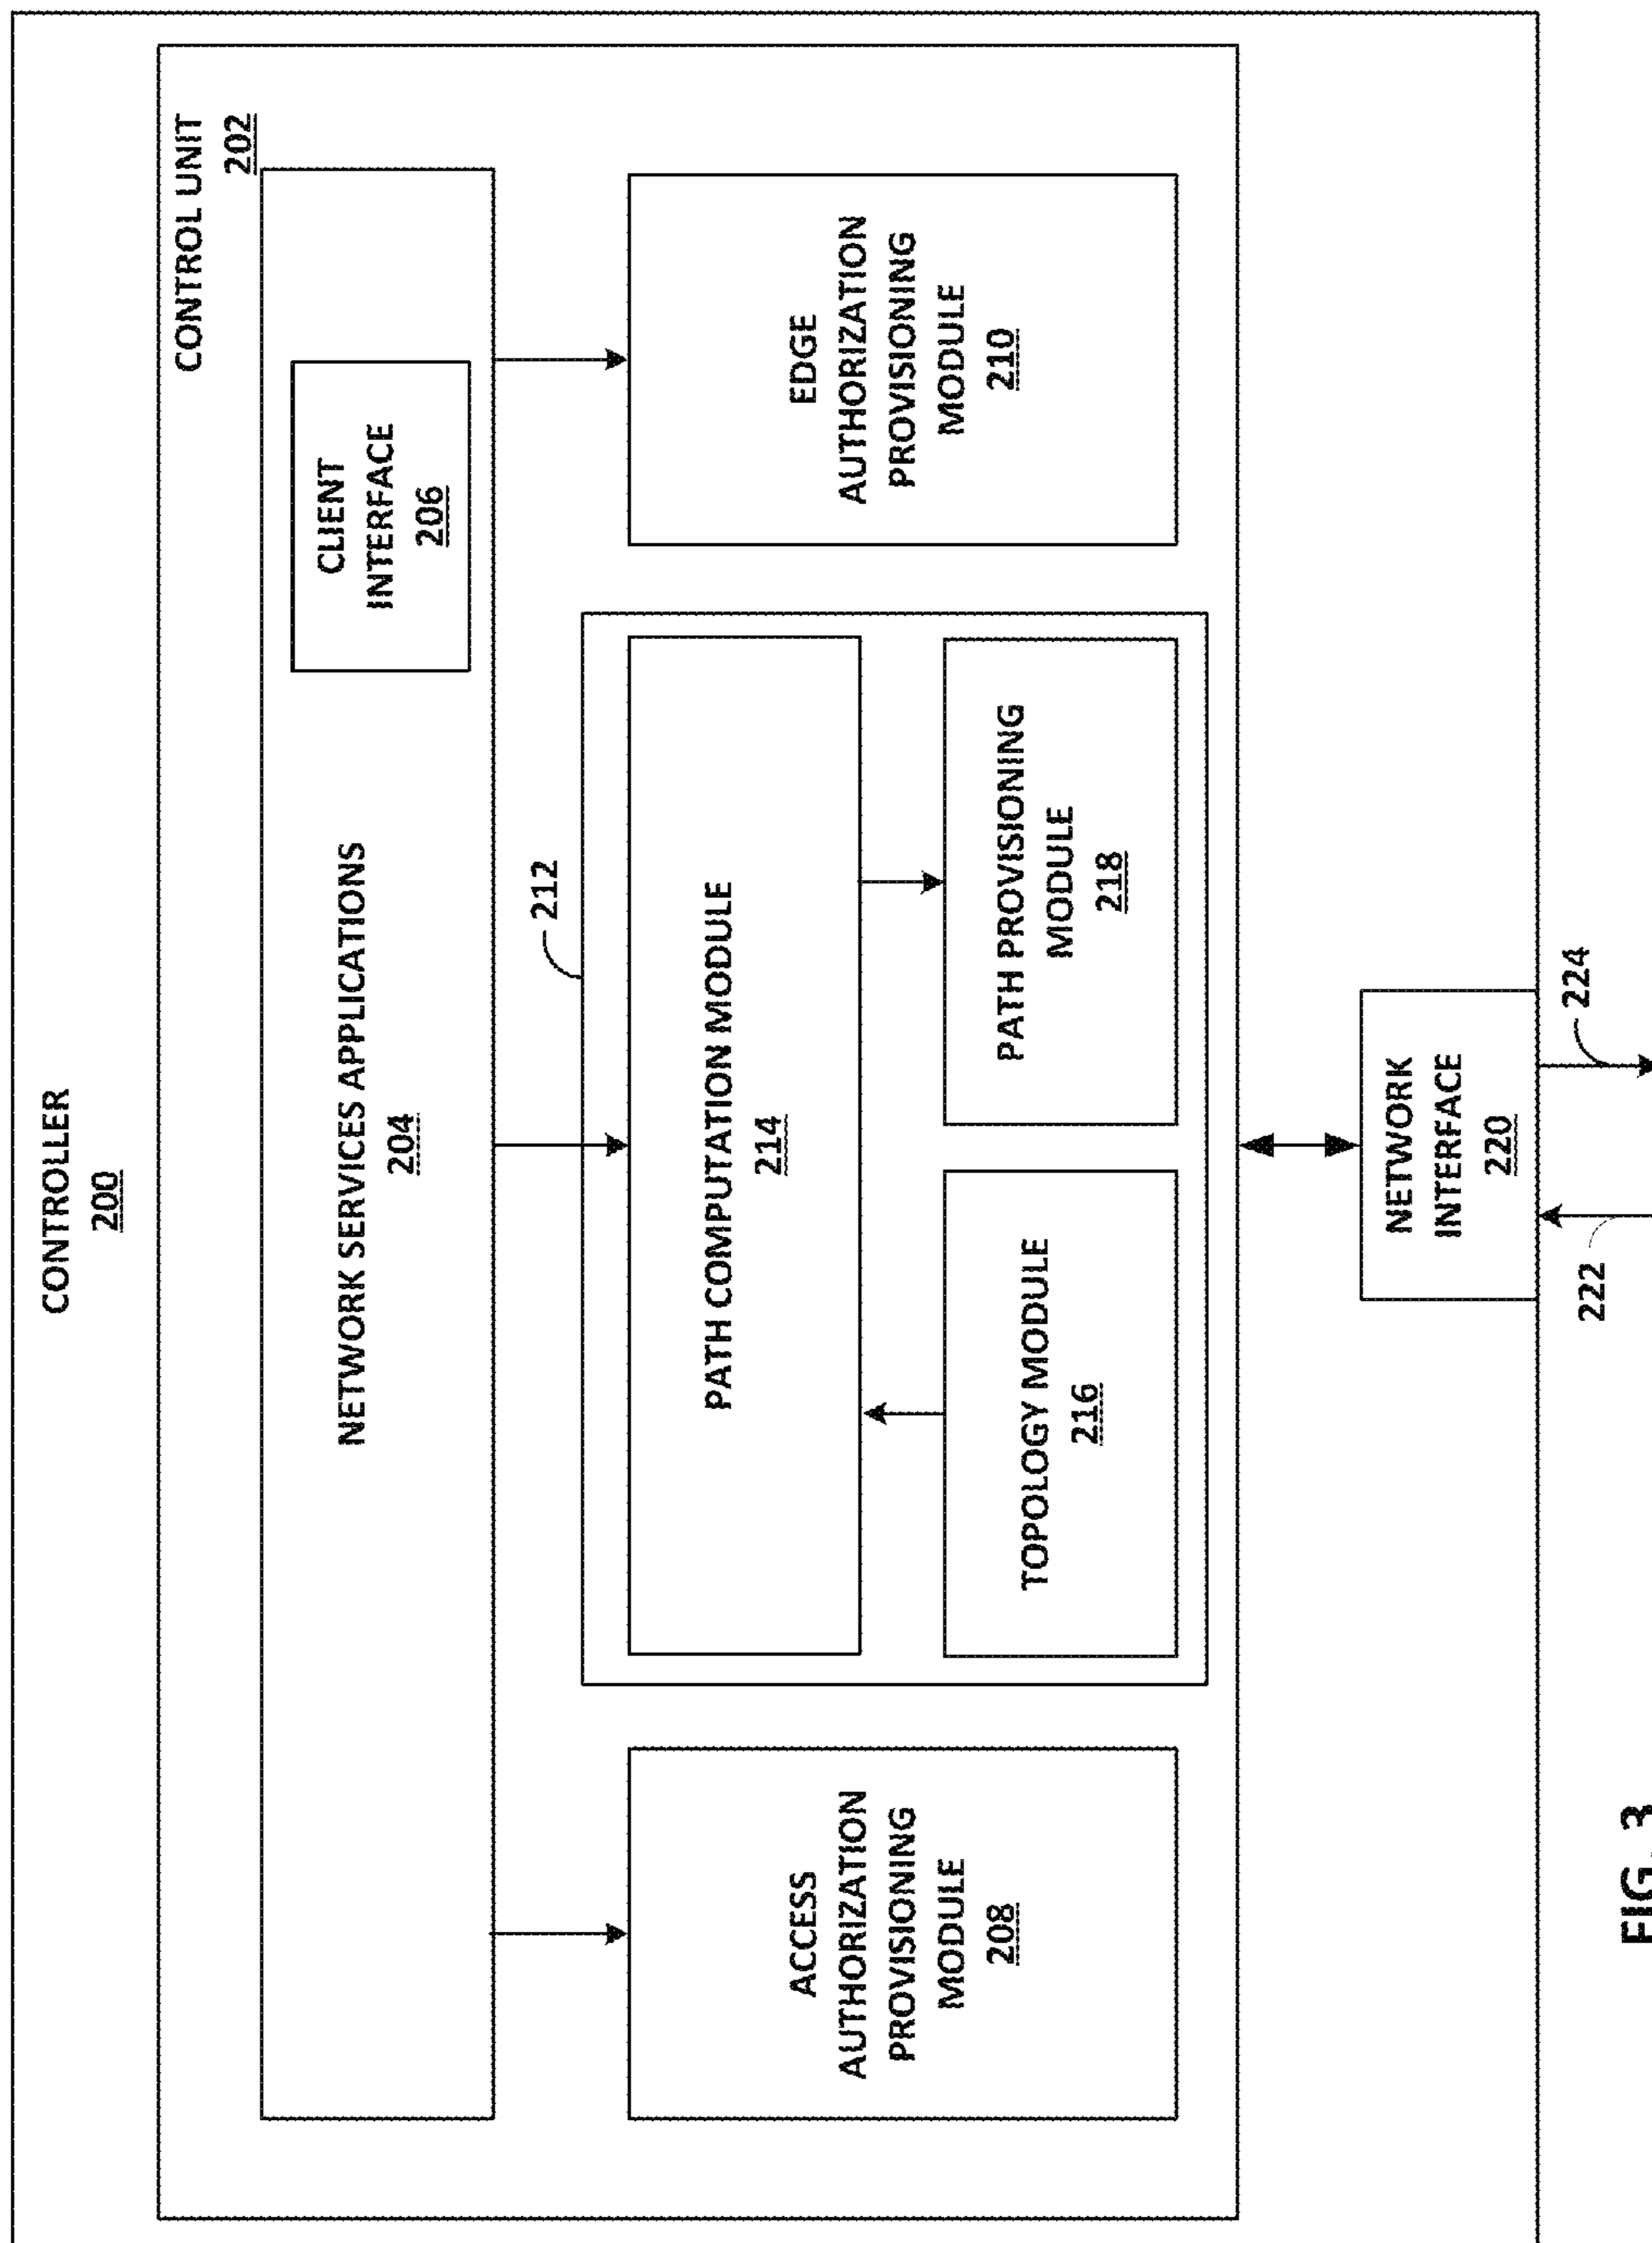 CONTROLLER
200
CONTROL UNIT
202
NETWORK SERVICES APPLICATIONS
204
CLIENT
INTERFACE
206
212
ACCESS
AUTHORIZATION
PROVISIONING
MODULE
208
PATH COMPUTATION MODULE
214
TOPOLOGY MODULE
216
PATH PROVISIONING
MODULE
218
EDGE
AUTHORIZATION
PROVISIONING
MODULE
210
NETWORK
INTERFACE
220
222
224
FIG. 3